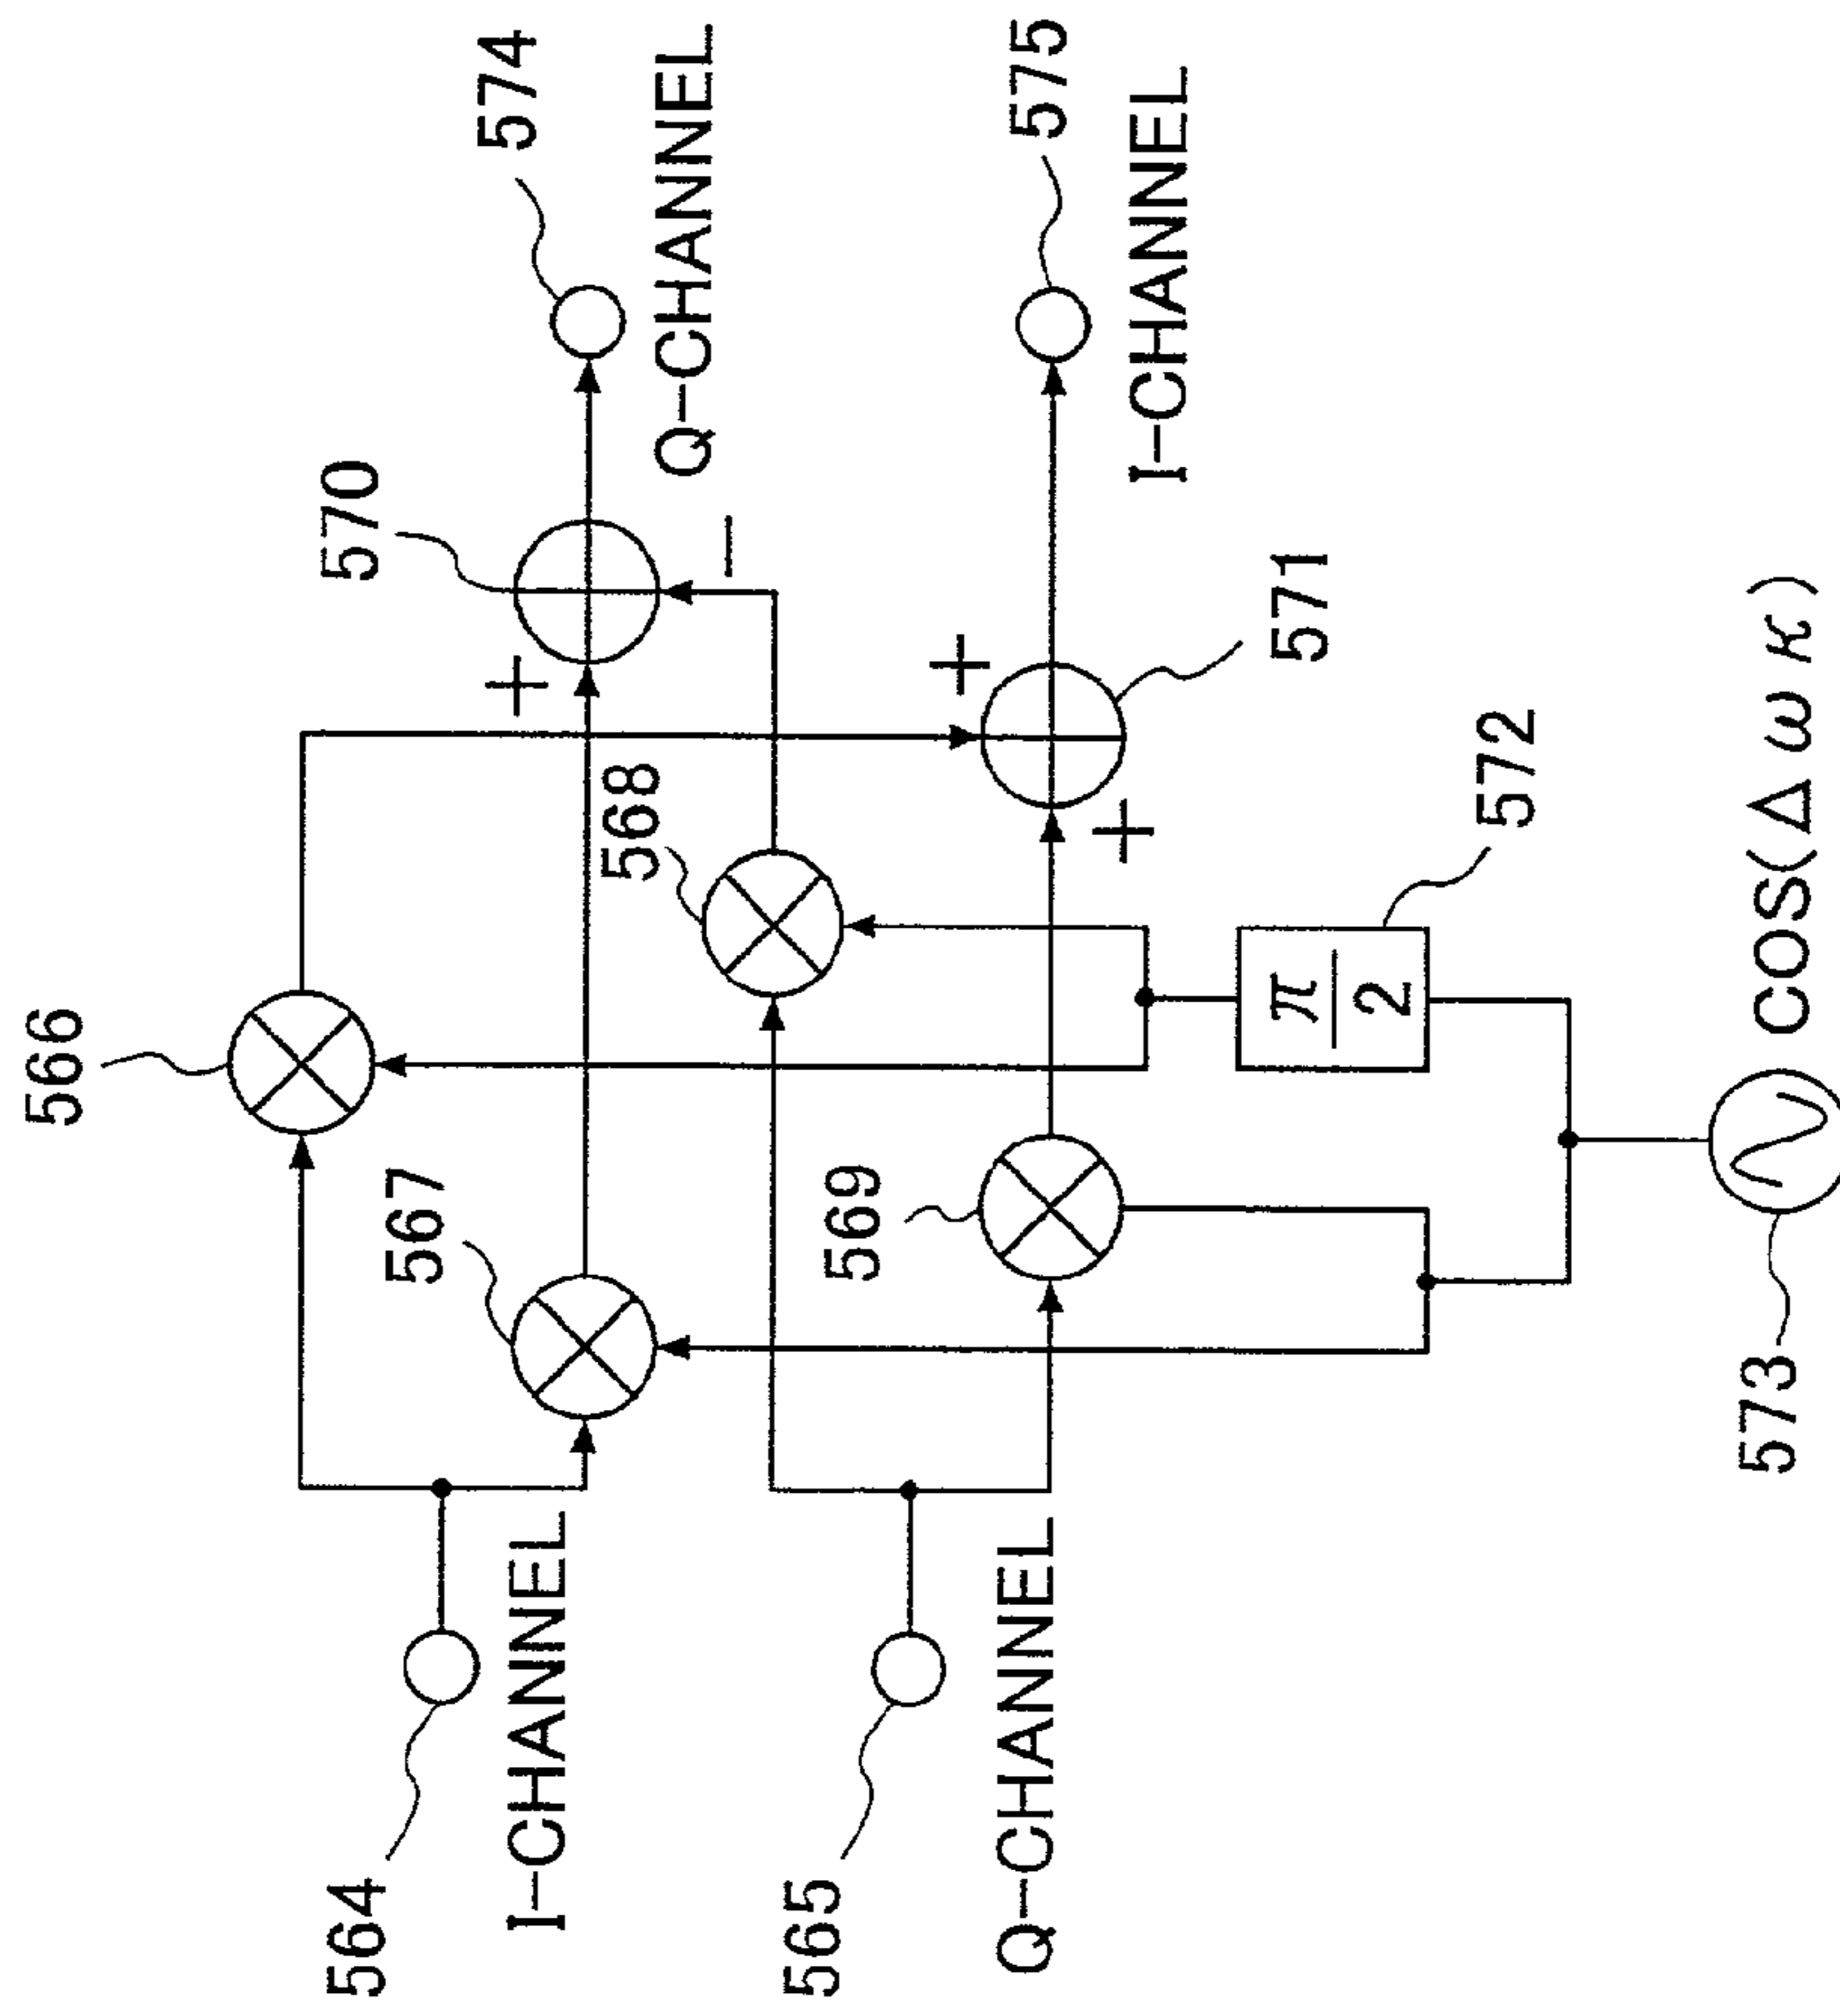 566
574
564
I-CHANNEL
567
570
Q-CHANNEL
+
−
568
565
Q-CHANNEL
569
+
+
575
I-CHANNEL
571
π
2
572
573
COS(Δωκ)